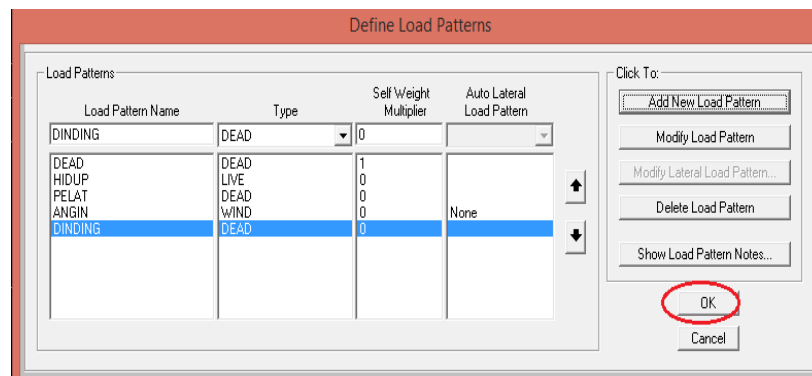 Define Load Patterns
Load Patterns
Click To:
Load Pattern Name Type Self Weight Multiplier Auto Lateral Load Pattern
DINDING DEAD 0
DEAD DEAD 1
HIDUP LIVE 0
PELAT DEAD 0
ANGIN WIND 0 None
DINDING DEAD 0
Add New Load Pattern
Modify Load Pattern
Modify Lateral Load Pattern...
Delete Load Pattern
Show Load Pattern Notes...
OK
Cancel